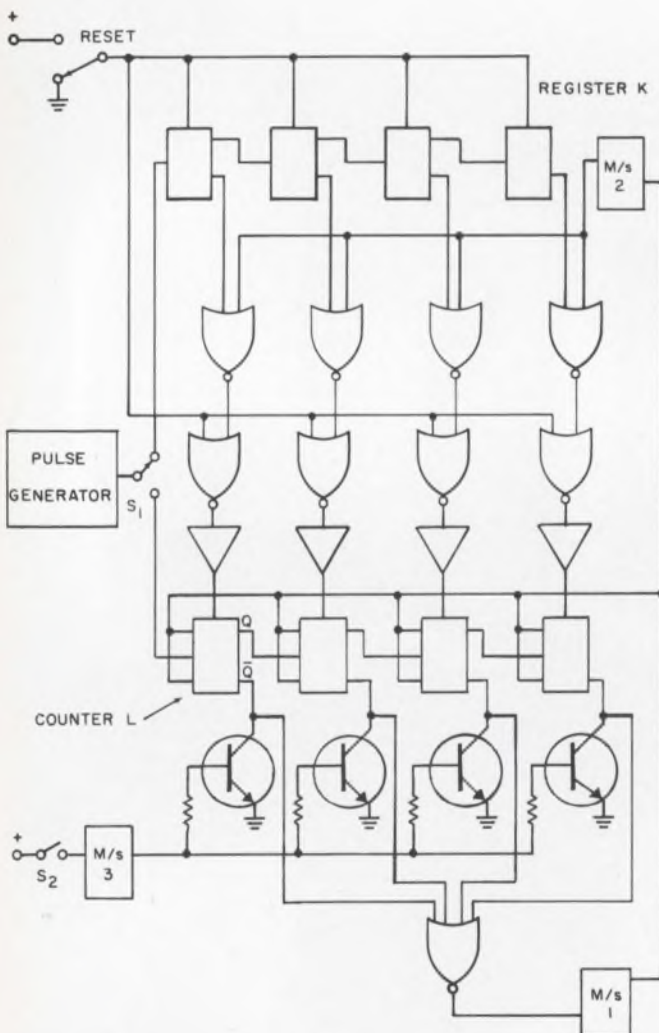 +
RESET
REGISTER K
M/s
2
PULSE
GENERATOR
S₁
Q
Q̅
COUNTER L
+
S₂
M/s
3
M/s
1